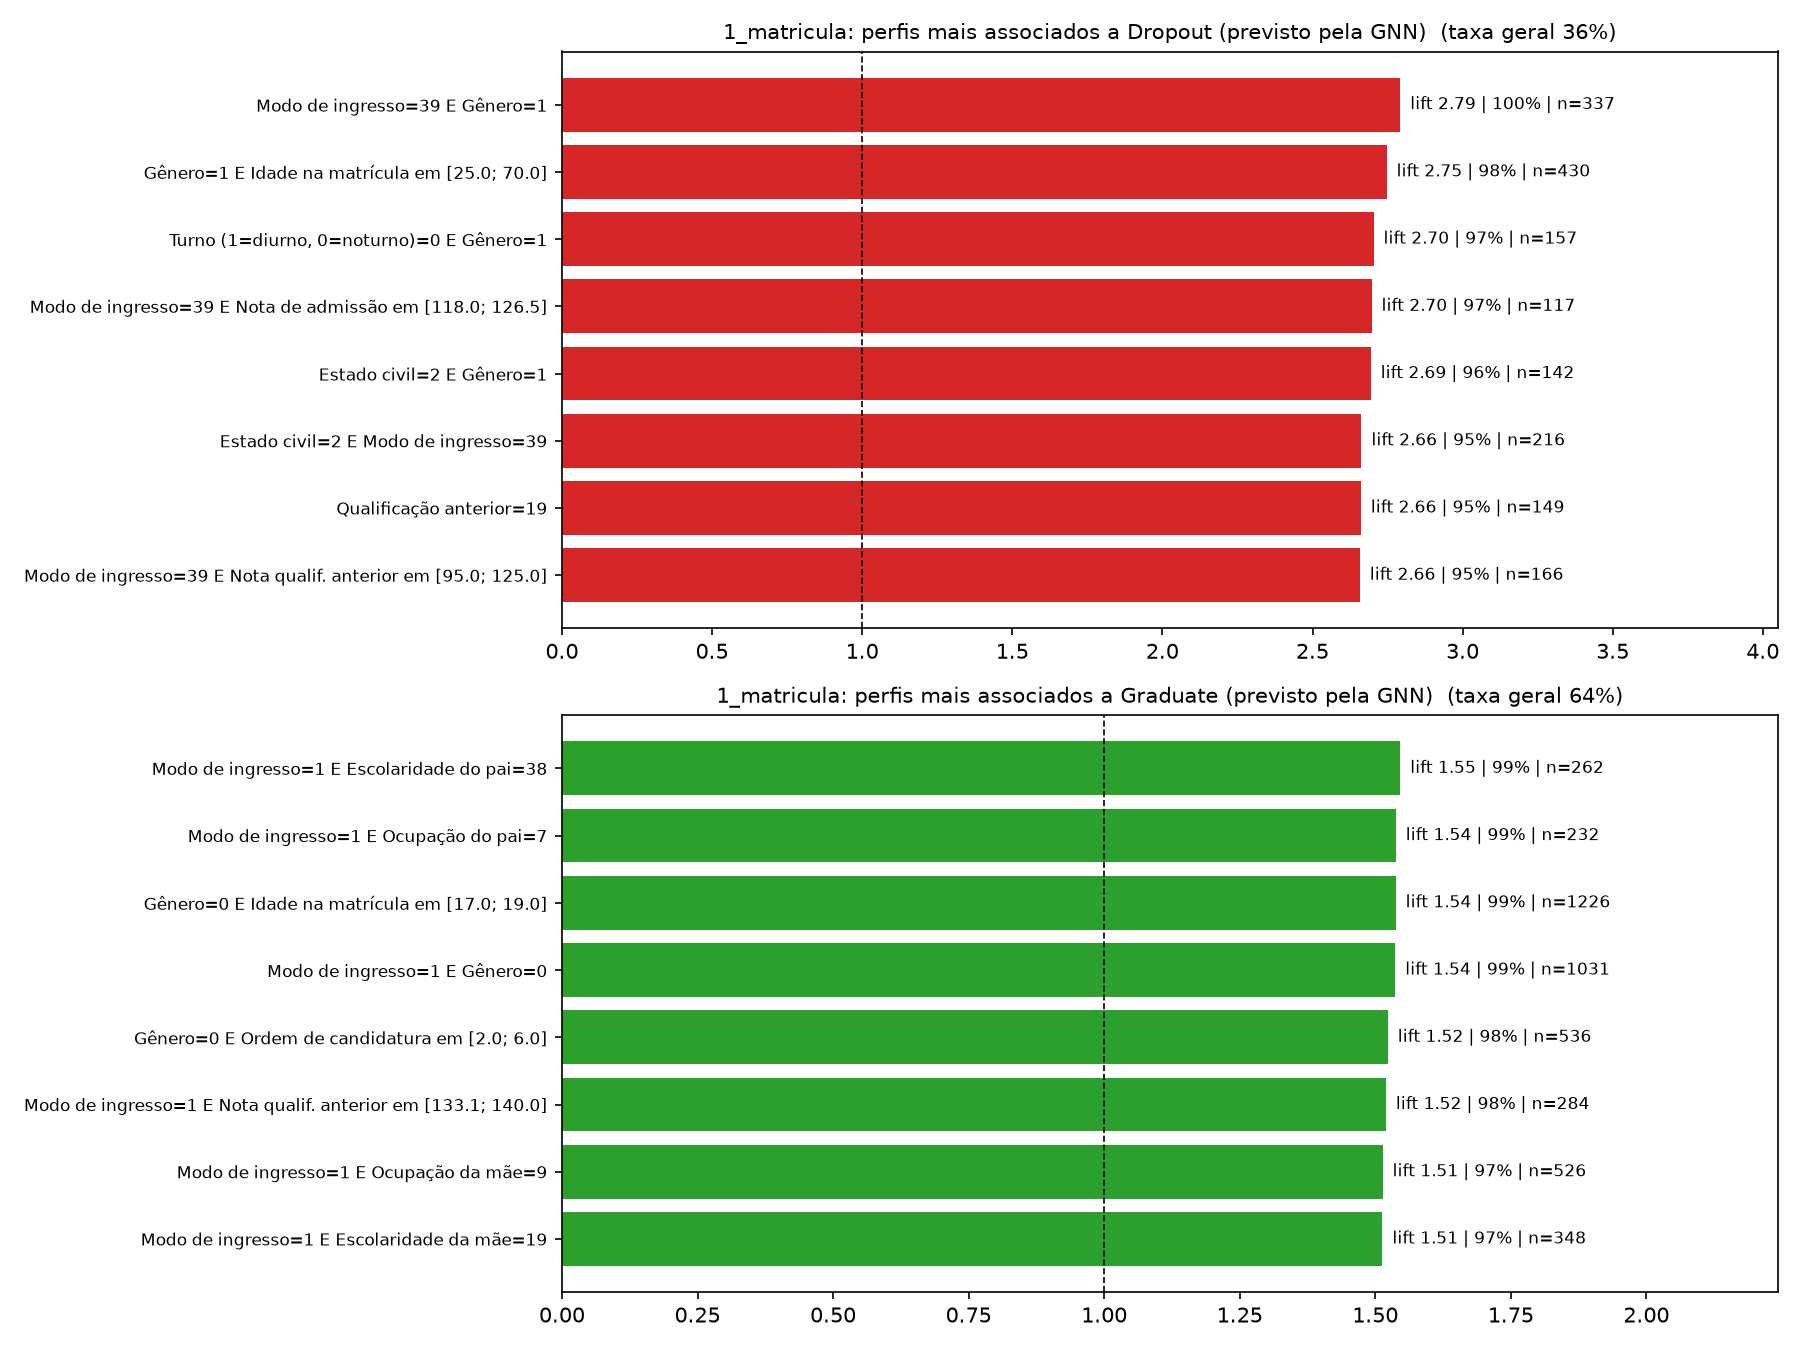 1_matricula: perfis mais associados a Dropout (previsto pela GNN)  (taxa geral 36%)
Modo de ingresso=39 E Gênero=1
lift 2.79 | 100% | n=337
Gênero=1 E Idade na matrícula em [25.0; 70.0]
lift 2.75 | 98% | n=430
Turno (1=diurno, 0=noturno)=0 E Gênero=1
lift 2.70 | 97% | n=157
Modo de ingresso=39 E Nota de admissão em [118.0; 126.5]
lift 2.70 | 97% | n=117
Estado civil=2 E Gênero=1
lift 2.69 | 96% | n=142
Estado civil=2 E Modo de ingresso=39
lift 2.66 | 95% | n=216
Qualificação anterior=19
lift 2.66 | 95% | n=149
Modo de ingresso=39 E Nota qualif. anterior em [95.0; 125.0]
lift 2.66 | 95% | n=166
0.0 0.5 1.0 1.5 2.0 2.5 3.0 3.5 4.0
1_matricula: perfis mais associados a Graduate (previsto pela GNN)  (taxa geral 64%)
Modo de ingresso=1 E Escolaridade do pai=38
lift 1.55 | 99% | n=262
Modo de ingresso=1 E Ocupação do pai=7
lift 1.54 | 99% | n=232
Gênero=0 E Idade na matrícula em [17.0; 19.0]
lift 1.54 | 99% | n=1226
Modo de ingresso=1 E Gênero=0
lift 1.54 | 99% | n=1031
Gênero=0 E Ordem de candidatura em [2.0; 6.0]
lift 1.52 | 98% | n=536
Modo de ingresso=1 E Nota qualif. anterior em [133.1; 140.0]
lift 1.52 | 98% | n=284
Modo de ingresso=1 E Ocupação da mãe=9
lift 1.51 | 97% | n=526
Modo de ingresso=1 E Escolaridade da mãe=19
lift 1.51 | 97% | n=348
0.00 0.25 0.50 0.75 1.00 1.25 1.50 1.75 2.00